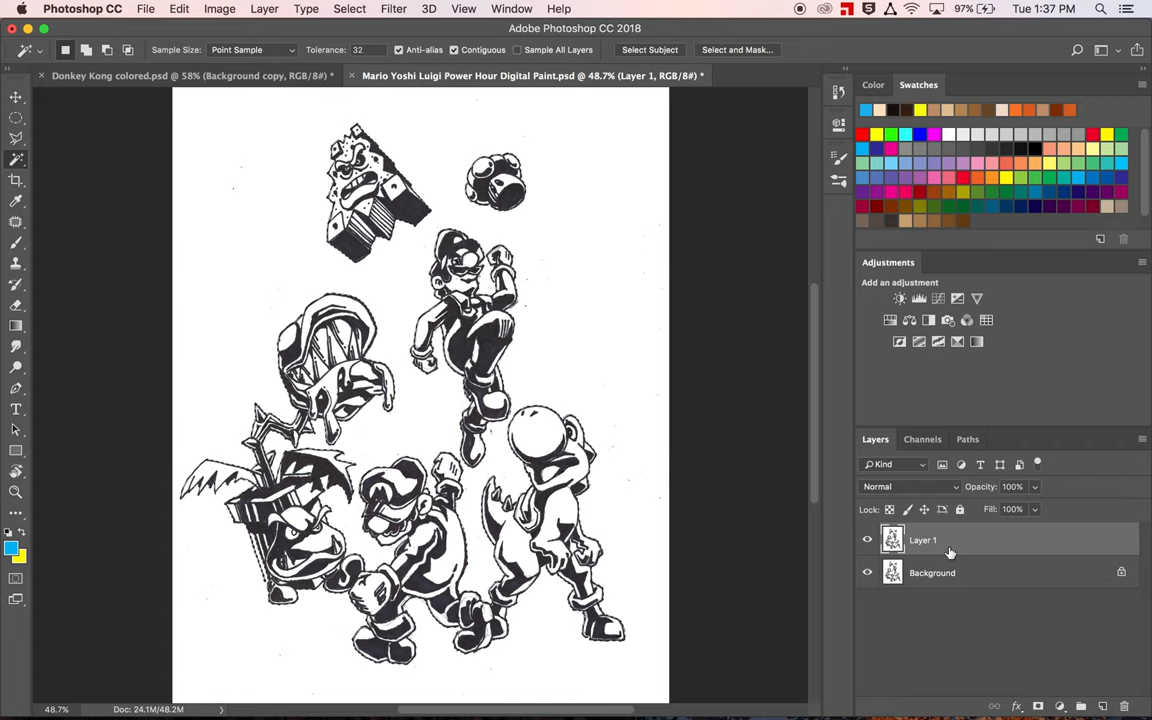 Photoshop CC File Edit Image Layer Type Select Filter 3D View Window Help 97% Tue 1:37 PM
Adobe Photoshop CC 2018
Sample Size: Point Sample Tolerance: 32 Anti-alias Contiguous Sample All Layers Select Subject Select and Mask...
Donkey Kong colored.psd @ 58% (Background copy, RGB/8#) * Mario Yoshi Luigi Power Hour Digital Paint.psd @ 48.7% (Layer 1, RGB/8#) *
Color Swatches
Adjustments
Add an adjustment
Layers Channels Paths
Kind
Normal Opacity: 100%
Lock: Fill: 100%
Layer 1
Background
48.7% Doc: 24.1M/48.2M